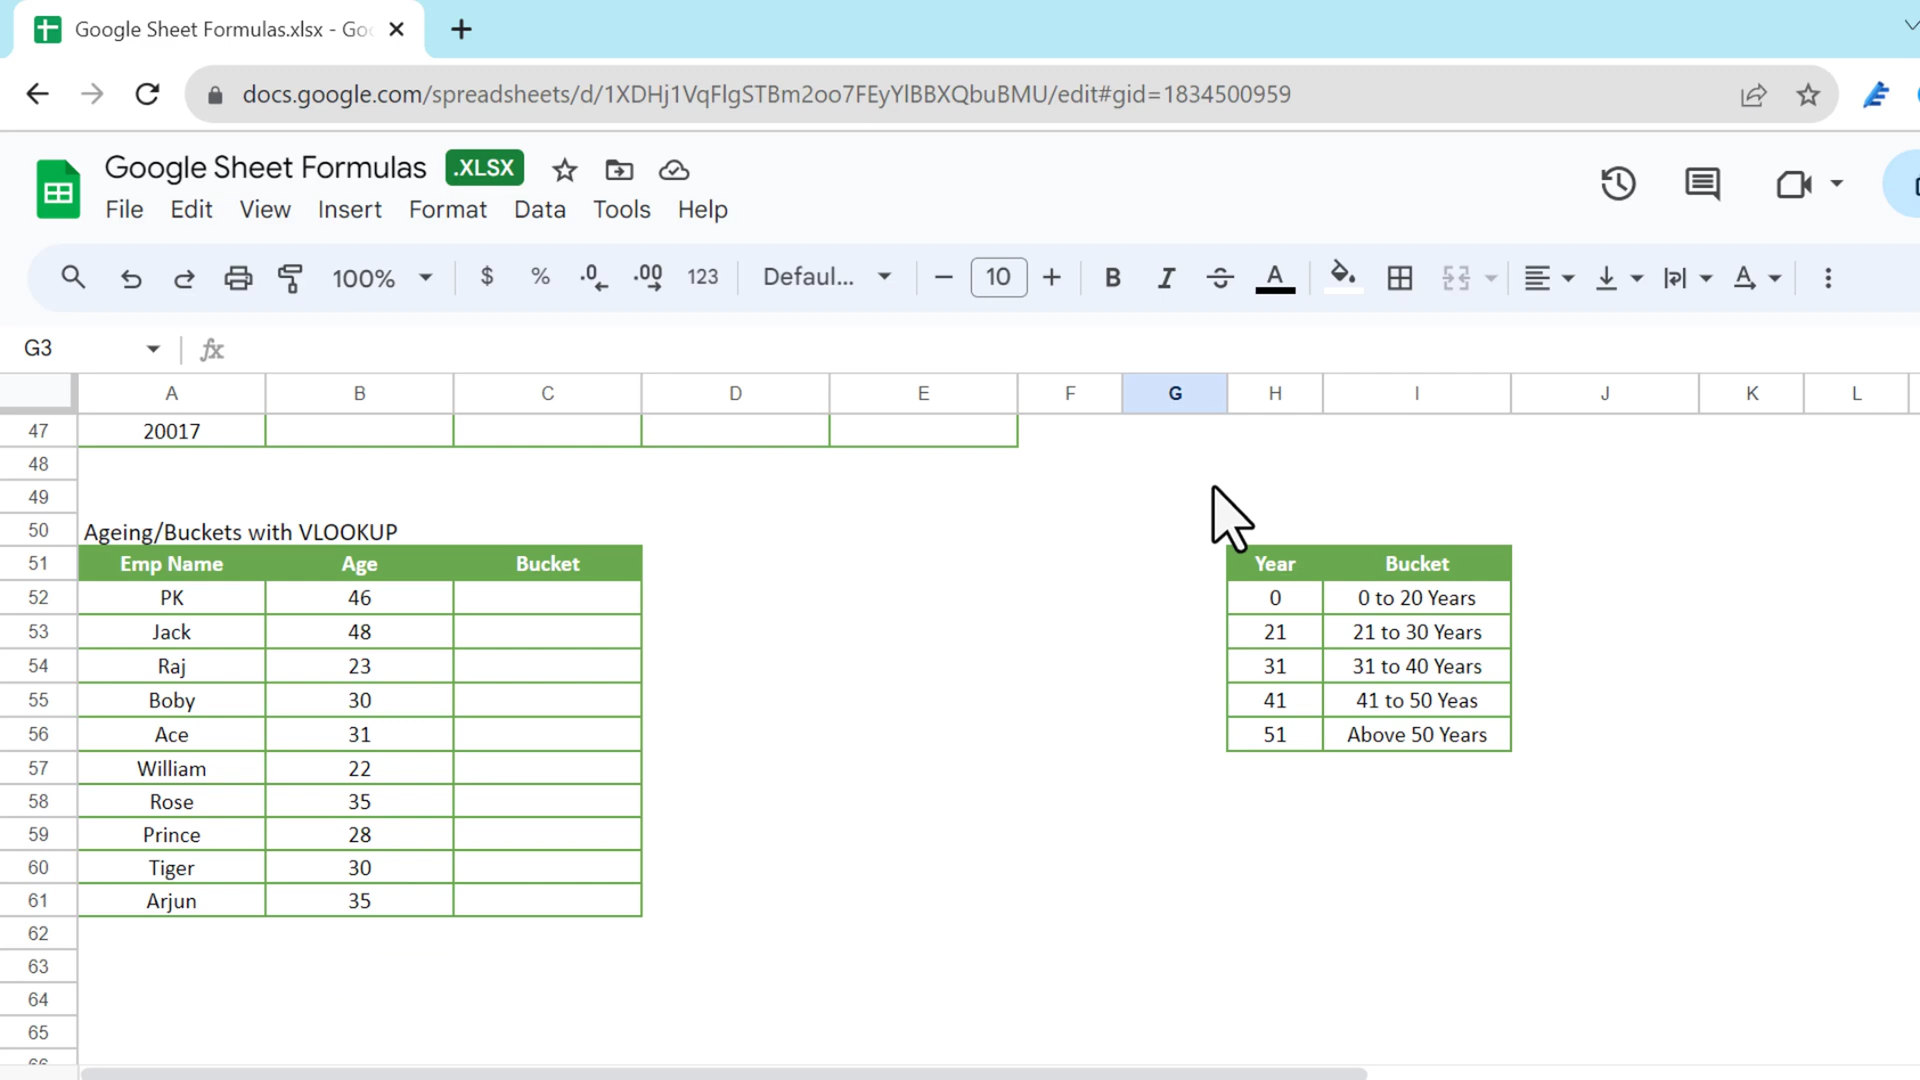 Google Sheet Formulas.xlsx - Goo
docs.google.com/spreadsheets/d/1XDHj1VqFlgSTBm2oo7FEyYlBBXQbuBMU/edit#gid=1834500959
Google Sheet Formulas .XLSX
File Edit View Insert Format Data Tools Help
100% $ % .0 .00 123 Defaul... 10 B I S A A
G3 fx
A B C D E F G H I J K L
47 20017
48
49
50 Ageing/Buckets with VLOOKUP
51 Emp Name Age Bucket Year Bucket
52 PK 46 0 0 to 20 Years
53 Jack 48 21 21 to 30 Years
54 Raj 23 31 31 to 40 Years
55 Boby 30 41 41 to 50 Yeas
56 Ace 31 51 Above 50 Years
57 William 22
58 Rose 35
59 Prince 28
60 Tiger 30
61 Arjun 35
62
63
64
65